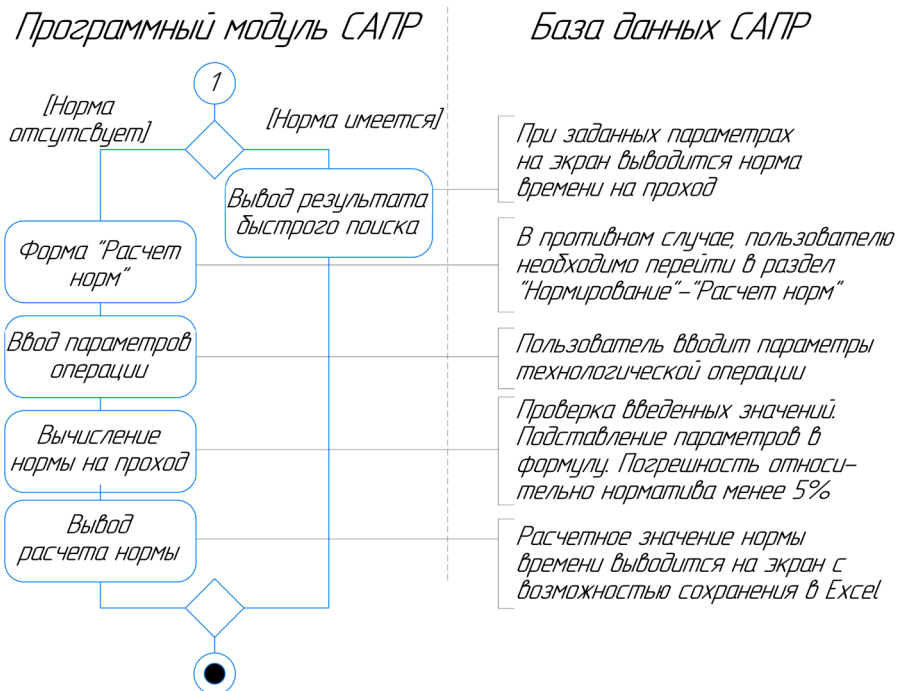 Программный модуль САПР
База данных САПР
1
[Норма
отсутсвует]
[Норма имеется]
Вывод результата
быстрого поиска
При заданных параметрах
на экран выводится норма
времени на проход
Форма "Расчет
норм"
В противном случае, пользователю
необходимо перейти в раздел
"Нормирование"-"Расчет норм"
Ввод параметров
операции
Пользователь вводит параметры
технологической операции
Вычисление
нормы на проход
Проверка введенных значений.
Подставление параметров в
формулу. Погрешность относи-
тельно норматива менее 5%
Вывод
расчета нормы
Расчетное значение нормы
времени выводится на экран с
возможностью сохранения в Excel